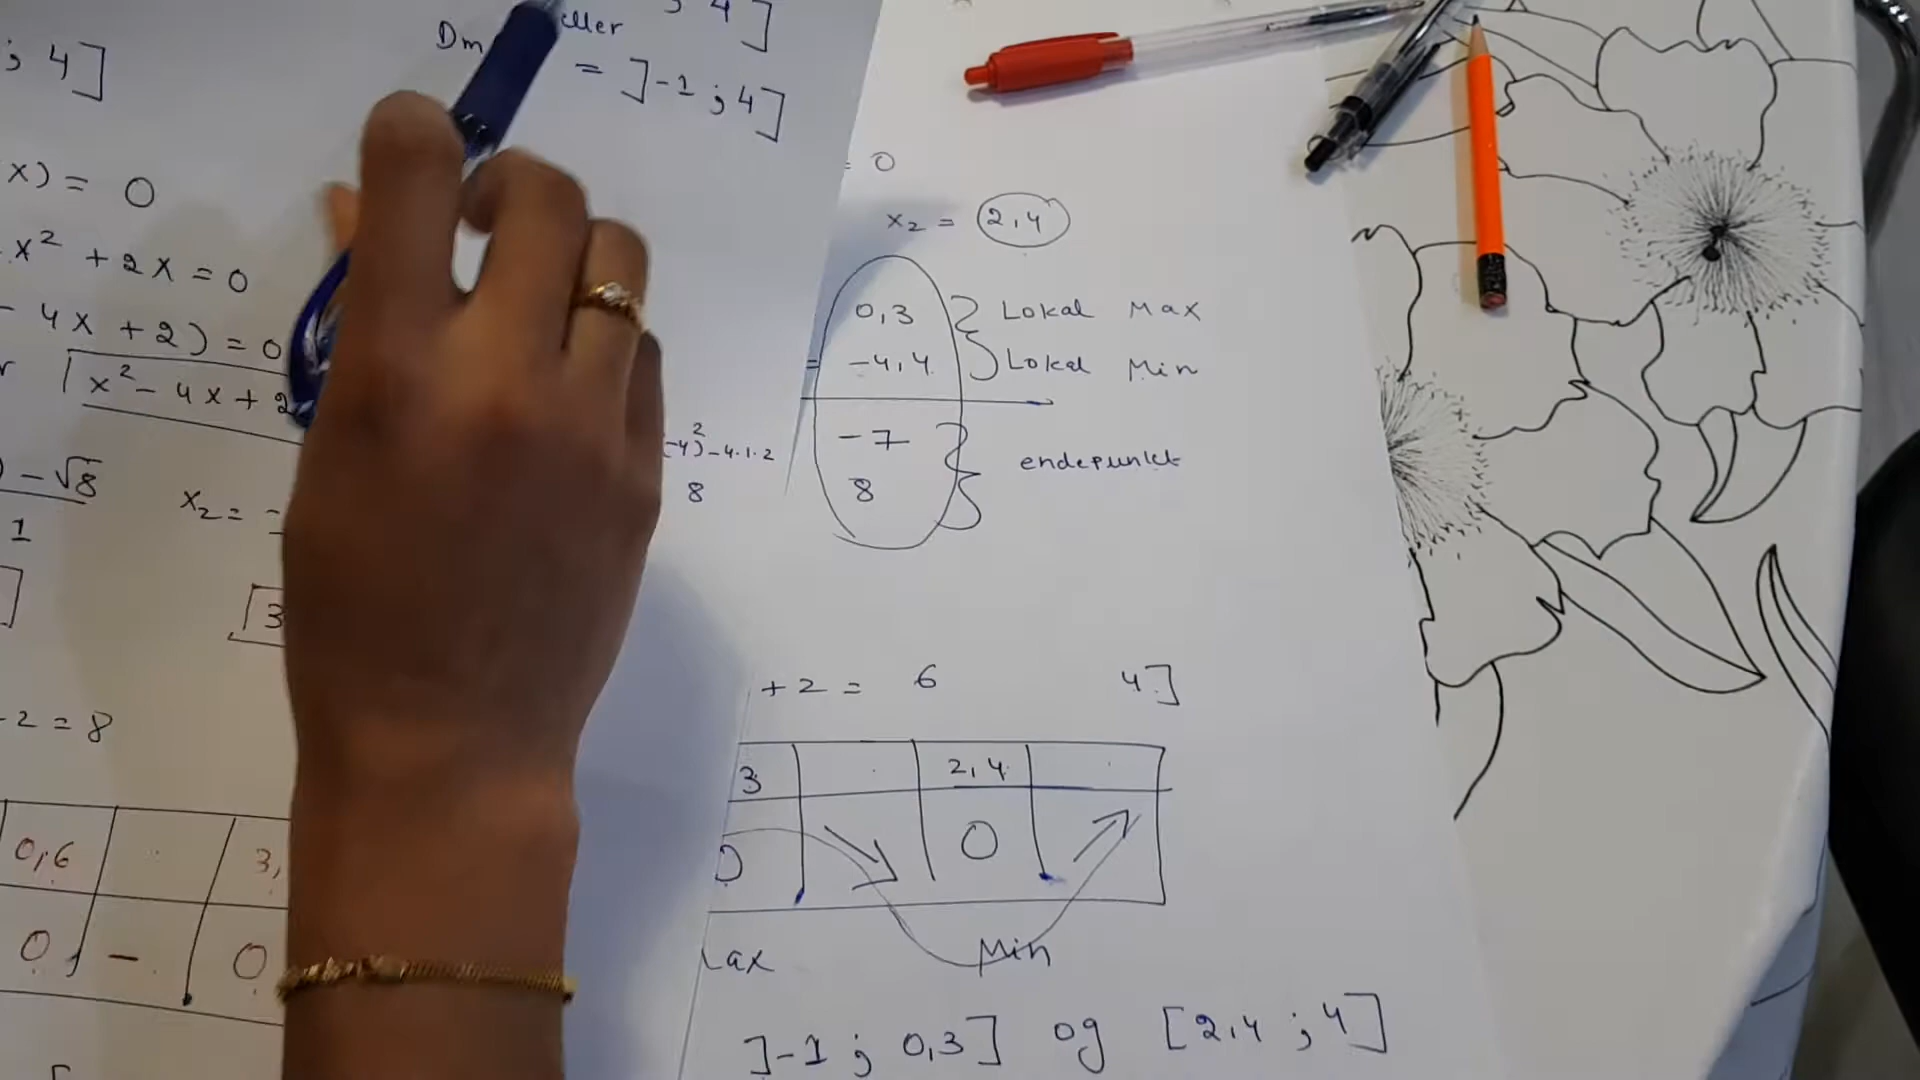 ; 4]
Dm eller ; 4]
= ]-1 ; 4]
x) = 0
x² + 2x = 0
- 4x + 2) = 0
x² - 4x + 2
) - √8
1
x₂ = -
3
-2 = 8
0,6 3,
0 - 0
= 0
x₂ = 2,4
0,3 Lokal Max
= -4,4 Lokal Min
-7
8 endepunkt
(-4)² - 4·1·2
8
+ 2 = 6 4]
3 2,4
0 0
Min
]-1 ; 0,3] og [2,4 ; 4]